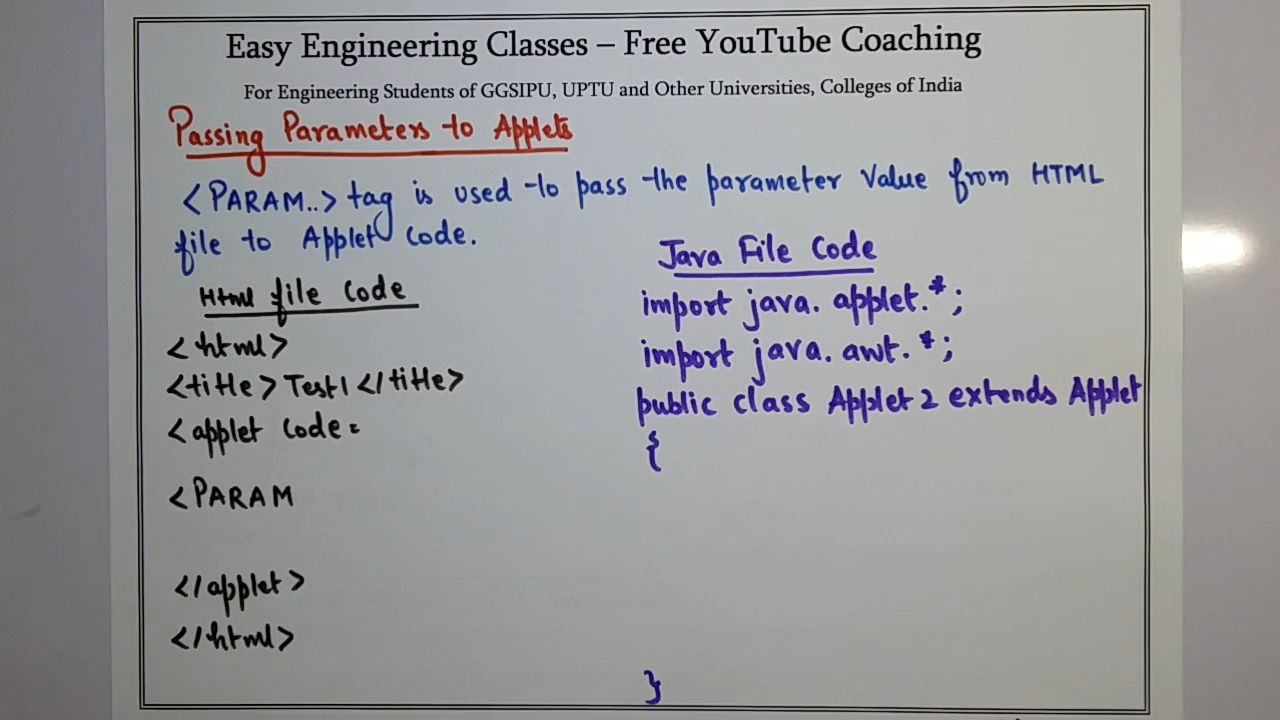 Easy Engineering Classes – Free YouTube Coaching
For Engineering Students of GGSIPU, UPTU and Other Universities, Colleges of India
Passing Parameters to Applets
<PARAM..> tag is used to pass the parameter value from HTML
file to Applet code.
Html file code
<html>
<title>Test1</title>
<applet code=
<PARAM
</applet>
</html>
Java File Code
import java.applet.*;
import java.awt.*;
public class Applet2 extends Applet
{
}